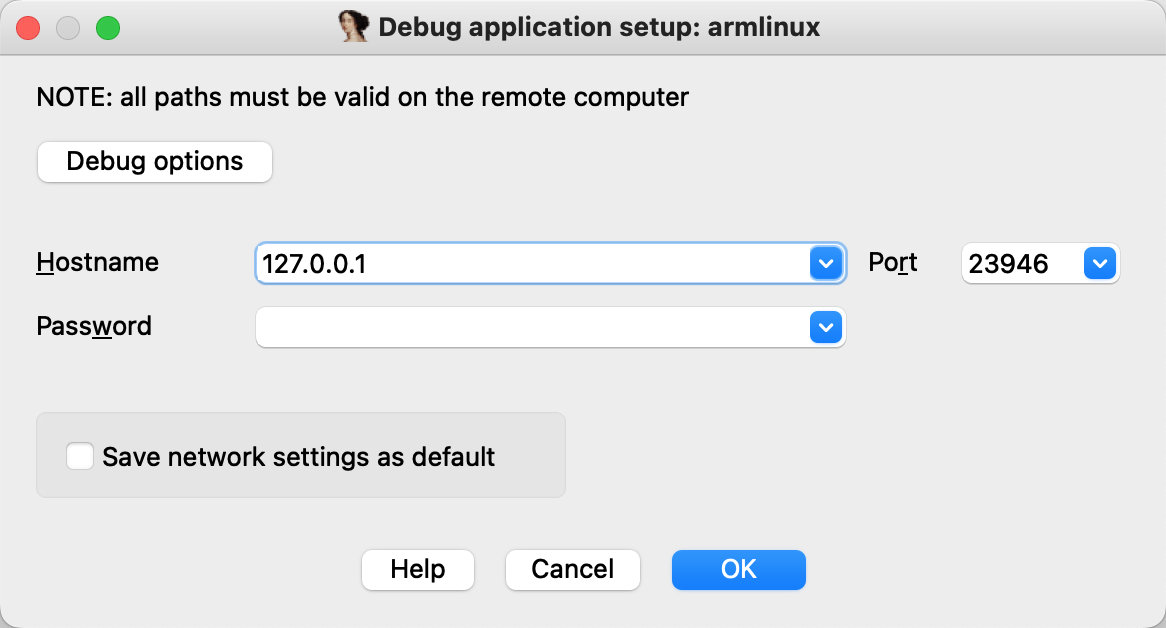 Debug application setup: armlinux
NOTE: all paths must be valid on the remote computer
Debug options
Hostname 127.0.0.1 Port 23946
Password
Save network settings as default
Help Cancel OK